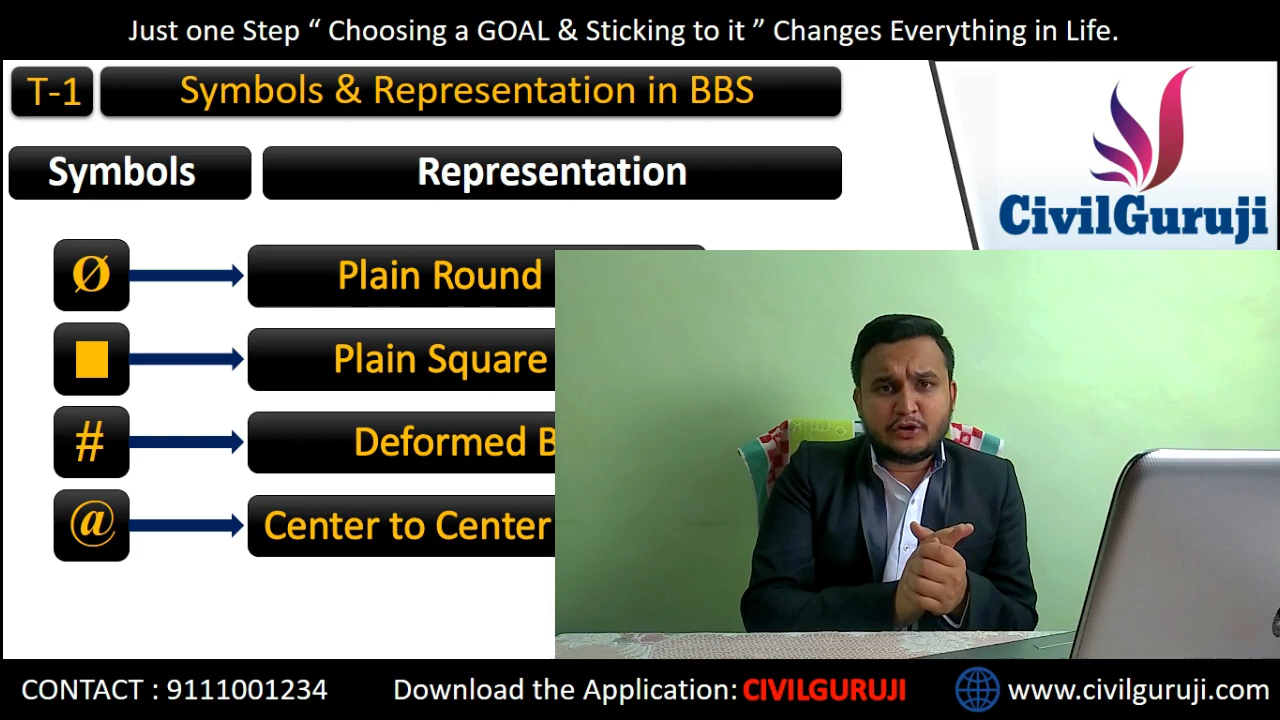 Just one Step “ Choosing a GOAL & Sticking to it ” Changes Everything in Life.
T-1 Symbols & Representation in BBS
CivilGuruji
Symbols Representation
Ø Plain Round
■ Plain Square
# Deformed B
@ Center to Center
CONTACT : 9111001234 Download the Application: CIVILGURUJI www.civilguruji.com